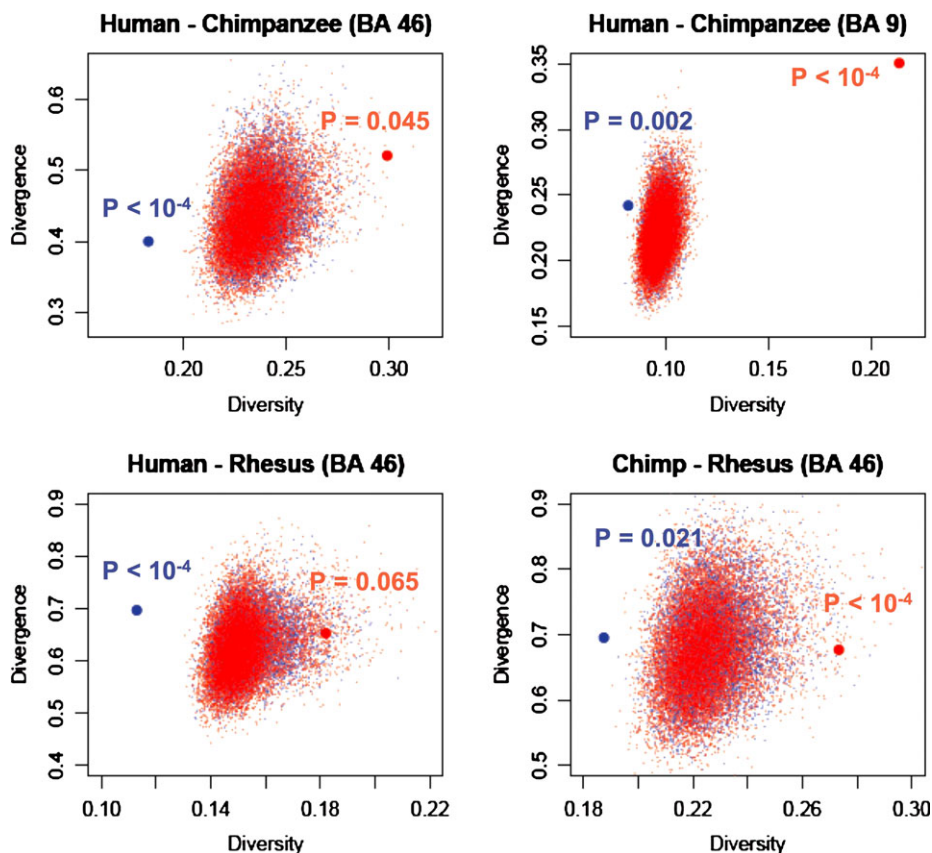 Human - Chimpanzee (BA 46)
Divergence
0.3 0.4 0.5 0.6
P = 0.045
P < 10-4
0.20 0.25 0.30
Diversity
Human - Chimpanzee (BA 9)
Divergence
0.15 0.20 0.25 0.30 0.35
P < 10-4
P = 0.002
0.10 0.15 0.20
Diversity
Human - Rhesus (BA 46)
Divergence
0.4 0.5 0.6 0.7 0.8 0.9
P < 10-4
P = 0.065
0.10 0.14 0.18 0.22
Diversity
Chimp - Rhesus (BA 46)
Divergence
0.5 0.6 0.7 0.8 0.9
P = 0.021
P < 10-4
0.18 0.22 0.26 0.30
Diversity